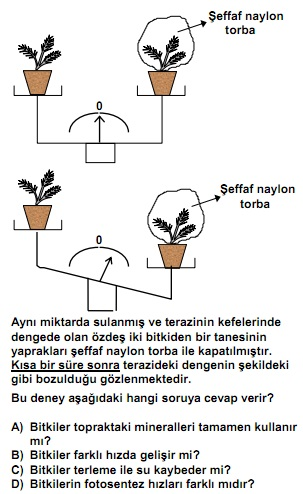 Şeffaf naylon
torba
0
Şeffaf naylon
torba
0
Aynı miktarda sulanmış ve terazinin kefelerinde
dengede olan özdeş iki bitkiden bir tanesinin
yaprakları şeffaf naylon torba ile kapatılmıştır.
Kısa bir süre sonra terazideki dengenin şekildeki
gibi bozulduğu gözlenmektedir.
Bu deney aşağıdaki hangi soruya cevap verir?
A) Bitkiler topraktaki mineralleri tamamen kullanır
mı?
B) Bitkiler farklı hızda gelişir mi?
C) Bitkiler terleme ile su kaybeder mi?
D) Bitkilerin fotosentez hızları farklı mıdır?